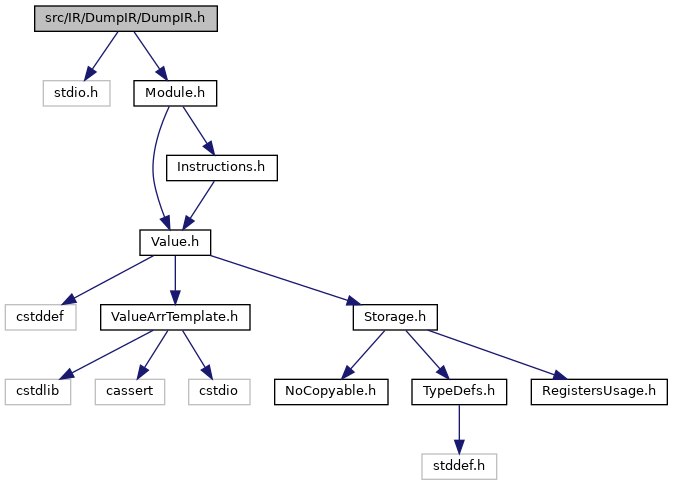 src/IR/DumpIR/DumpIR.h
stdio.h
Module.h
Instructions.h
Value.h
cstddef
ValueArrTemplate.h
Storage.h
cstdlib
cassert
cstdio
NoCopyable.h
TypeDefs.h
RegistersUsage.h
stddef.h